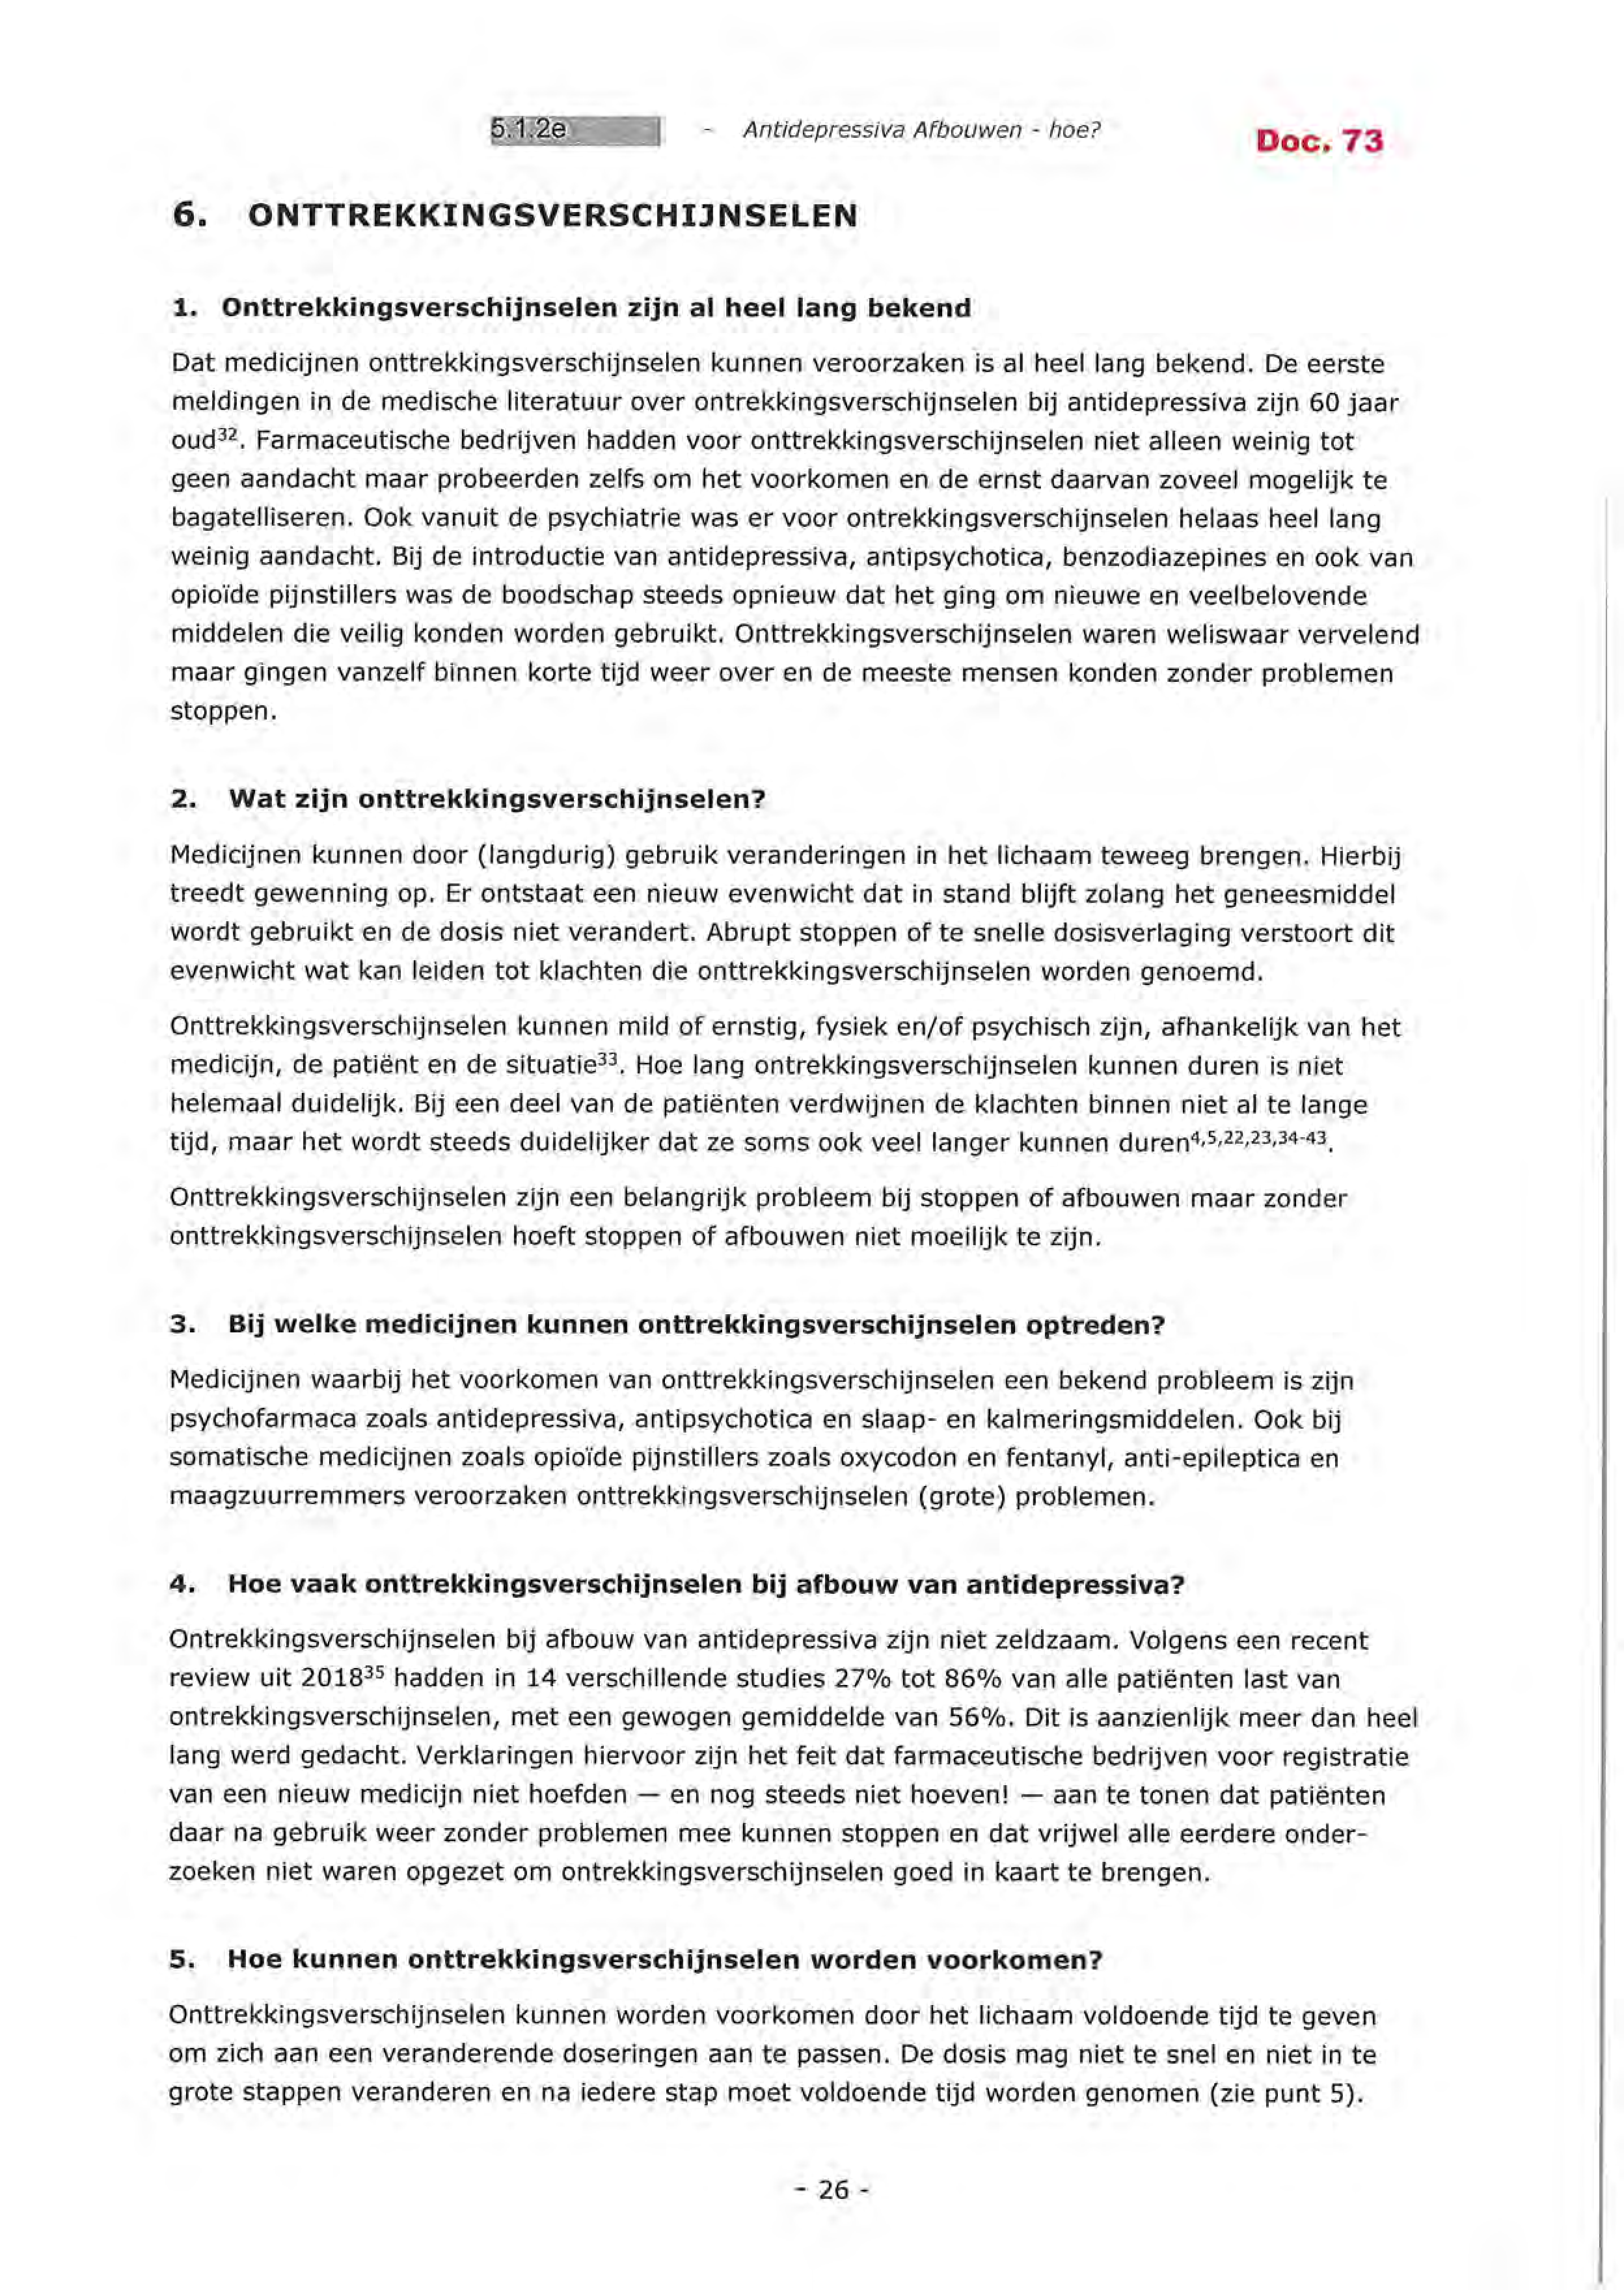 5.1.2e - Antidepressiva Afbouwen - hoe? Doc. 73
6. ONTTREKKINGSVERSCHIJNSELEN
1. Onttrekkingsverschijnselen zijn al heel lang bekend
Dat medicijnen onttrekkingsverschijnselen kunnen veroorzaken is al heel lang bekend. De eerste
meldingen in de medische literatuur over ontrekkingsverschijnselen bij antidepressiva zijn 60 jaar
oud³². Farmaceutische bedrijven hadden voor onttrekkingsverschijnselen niet alleen weinig tot
geen aandacht maar probeerden zelfs om het voorkomen en de ernst daarvan zoveel mogelijk te
bagatelliseren. Ook vanuit de psychiatrie was er voor ontrekkingsverschijnselen helaas heel lang
weinig aandacht. Bij de introductie van antidepressiva, antipsychotica, benzodiazepines en ook van
opioïde pijnstillers was de boodschap steeds opnieuw dat het ging om nieuwe en veelbelovende
middelen die veilig konden worden gebruikt. Onttrekkingsverschijnselen waren weliswaar vervelend
maar gingen vanzelf binnen korte tijd weer over en de meeste mensen konden zonder problemen
stoppen.
2. Wat zijn onttrekkingsverschijnselen?
Medicijnen kunnen door (langdurig) gebruik veranderingen in het lichaam teweeg brengen. Hierbij
treedt gewenning op. Er ontstaat een nieuw evenwicht dat in stand blijft zolang het geneesmiddel
wordt gebruikt en de dosis niet verandert. Abrupt stoppen of te snelle dosisverlaging verstoort dit
evenwicht wat kan leiden tot klachten die onttrekkingsverschijnselen worden genoemd.
Onttrekkingsverschijnselen kunnen mild of ernstig, fysiek en/of psychisch zijn, afhankelijk van het
medicijn, de patiënt en de situatie³³. Hoe lang ontrekkingsverschijnselen kunnen duren is niet
helemaal duidelijk. Bij een deel van de patiënten verdwijnen de klachten binnen niet al te lange
tijd, maar het wordt steeds duidelijker dat ze soms ook veel langer kunnen duren⁴,⁵,²²,²³,³⁴⁻⁴³.
Onttrekkingsverschijnselen zijn een belangrijk probleem bij stoppen of afbouwen maar zonder
onttrekkingsverschijnselen hoeft stoppen of afbouwen niet moeilijk te zijn.
3. Bij welke medicijnen kunnen onttrekkingsverschijnselen optreden?
Medicijnen waarbij het voorkomen van onttrekkingsverschijnselen een bekend probleem is zijn
psychofarmaca zoals antidepressiva, antipsychotica en slaap- en kalmeringsmiddelen. Ook bij
somatische medicijnen zoals opioïde pijnstillers zoals oxycodon en fentanyl, anti-epileptica en
maagzuurremmers veroorzaken onttrekkingsverschijnselen (grote) problemen.
4. Hoe vaak onttrekkingsverschijnselen bij afbouw van antidepressiva?
Ontrekkingsverschijnselen bij afbouw van antidepressiva zijn niet zeldzaam. Volgens een recent
review uit 2018³⁵ hadden in 14 verschillende studies 27% tot 86% van alle patiënten last van
ontrekkingsverschijnselen, met een gewogen gemiddelde van 56%. Dit is aanzienlijk meer dan heel
lang werd gedacht. Verklaringen hiervoor zijn het feit dat farmaceutische bedrijven voor registratie
van een nieuw medicijn niet hoefden — en nog steeds niet hoeven! — aan te tonen dat patiënten
daar na gebruik weer zonder problemen mee kunnen stoppen en dat vrijwel alle eerdere onder-
zoeken niet waren opgezet om ontrekkingsverschijnselen goed in kaart te brengen.
5. Hoe kunnen onttrekkingsverschijnselen worden voorkomen?
Onttrekkingsverschijnselen kunnen worden voorkomen door het lichaam voldoende tijd te geven
om zich aan een veranderende doseringen aan te passen. De dosis mag niet te snel en niet in te
grote stappen veranderen en na iedere stap moet voldoende tijd worden genomen (zie punt 5).
- 26 -